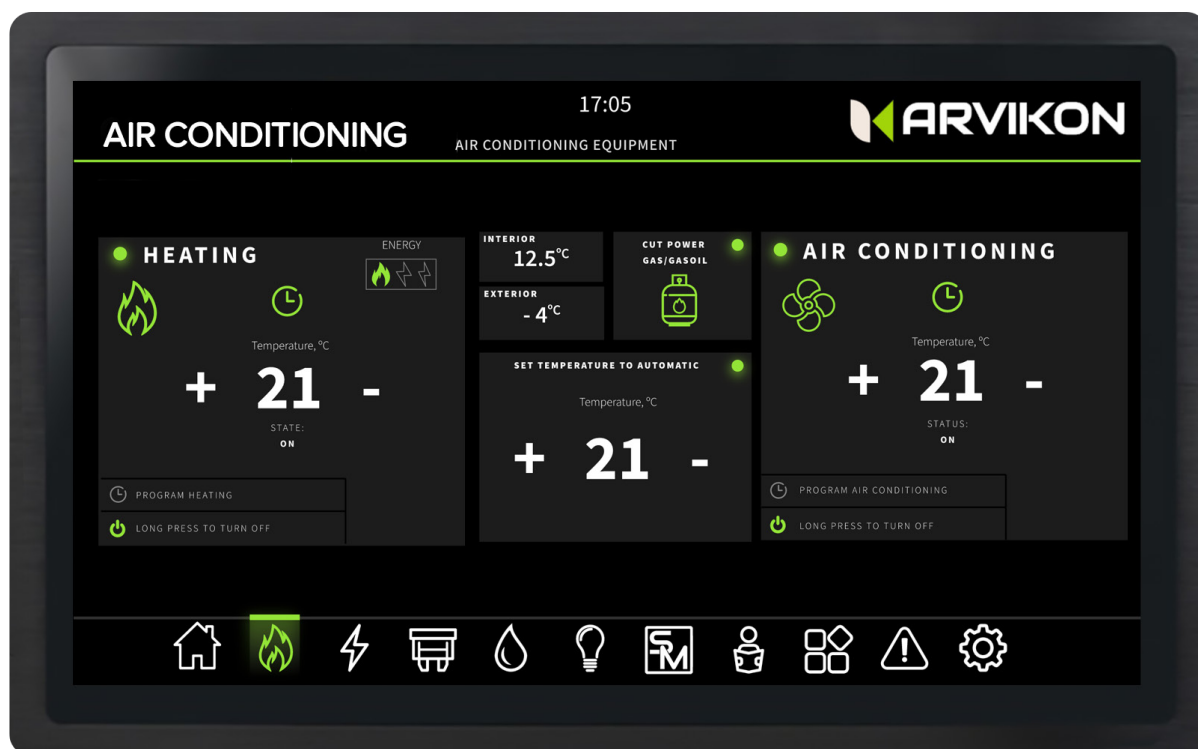 17:05
AIR CONDITIONING
AIR CONDITIONING EQUIPMENT
ARVIKON
HEATING
ENERGY
Temperature, ºC
+ 21 -
STATE:
ON
PROGRAM HEATING
LONG PRESS TO TURN OFF
INTERIOR
12.5°C
EXTERIOR
- 4°C
CUT POWER
GAS/GASOIL
SET TEMPERATURE TO AUTOMATIC
Temperature, ºC
+ 21 -
AIR CONDITIONING
Temperature, ºC
+ 21 -
STATUS:
ON
PROGRAM AIR CONDITIONING
LONG PRESS TO TURN OFF
SM